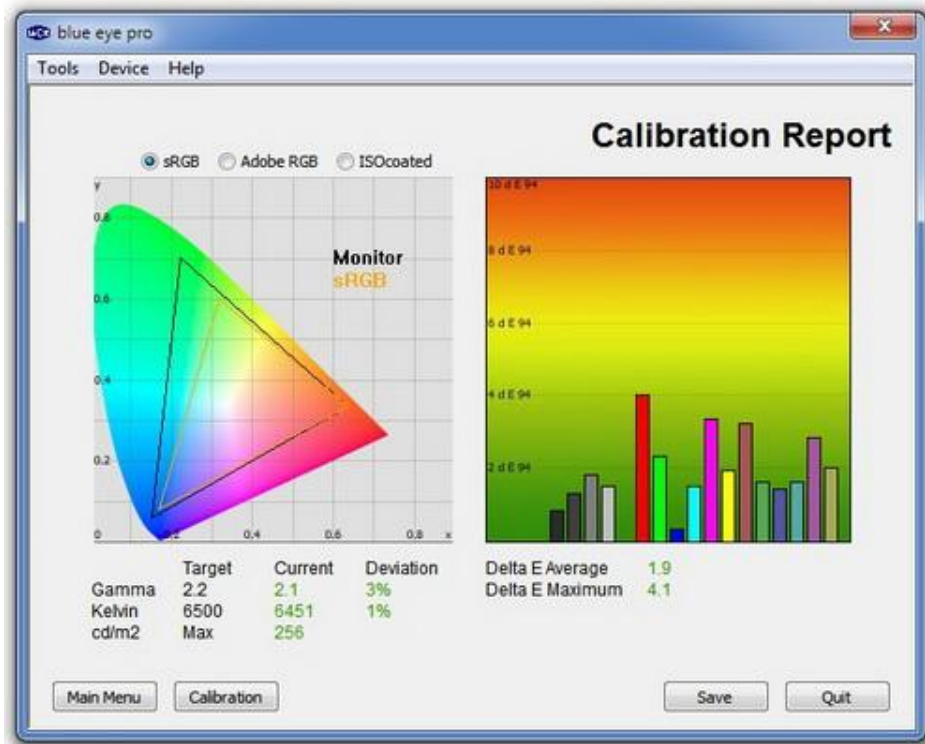 blue eye pro
Tools Device Help
Calibration Report
sRGB Adobe RGB ISOcoated
y
0.8
0.6
0.4
0.2
0 0.2 0.4 0.6 0.8 x
Monitor
sRGB
10 d E 94
8 d E 94
6 d E 94
4 d E 94
2 d E 94
Target Current Deviation
Gamma 2.2 2.1 3%
Kelvin 6500 6451 1%
cd/m2 Max 256
Delta E Average 1.9
Delta E Maximum 4.1
Main Menu Calibration Save Quit